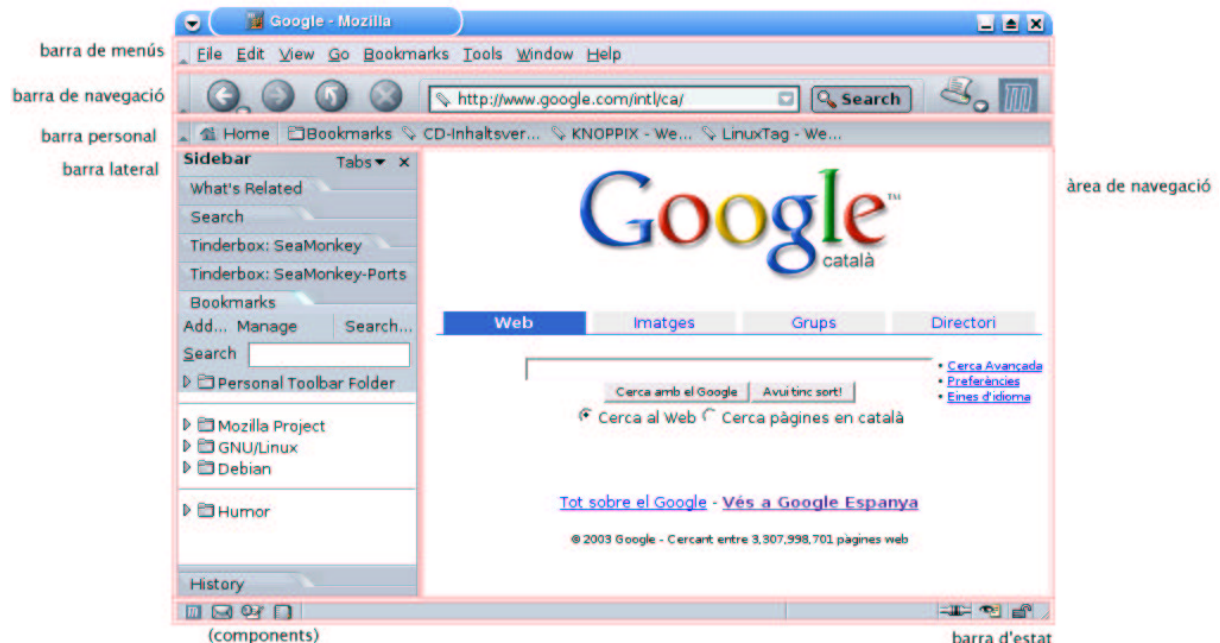 Google - Mozilla
barra de menús
File Edit View Go Bookmarks Tools Window Help
barra de navegació
http://www.google.com/intl/ca/
Search
barra personal
Home Bookmarks CD-Inhaltsver... KNOPPIX - We... LinuxTag - We...
barra lateral
Sidebar
Tabs
What's Related
Search
Tinderbox: SeaMonkey
Tinderbox: SeaMonkey-Ports
Bookmarks
Add... Manage Search...
Search
Personal Toolbar Folder
Mozilla Project
GNU/Linux
Debian
Humor
History
Google™
català
àrea de navegació
Web Imatges Grups Directori
• Cerca Avançada
• Preferències
• Eines d'idioma
Cerca amb el Google Avui tinc sort!
Cerca al Web Cerca pàgines en català
Tot sobre el Google - Vés a Google Espanya
©2003 Google - Cercant entre 3,307,998,701 pàgines web
(components)
barra d'estat